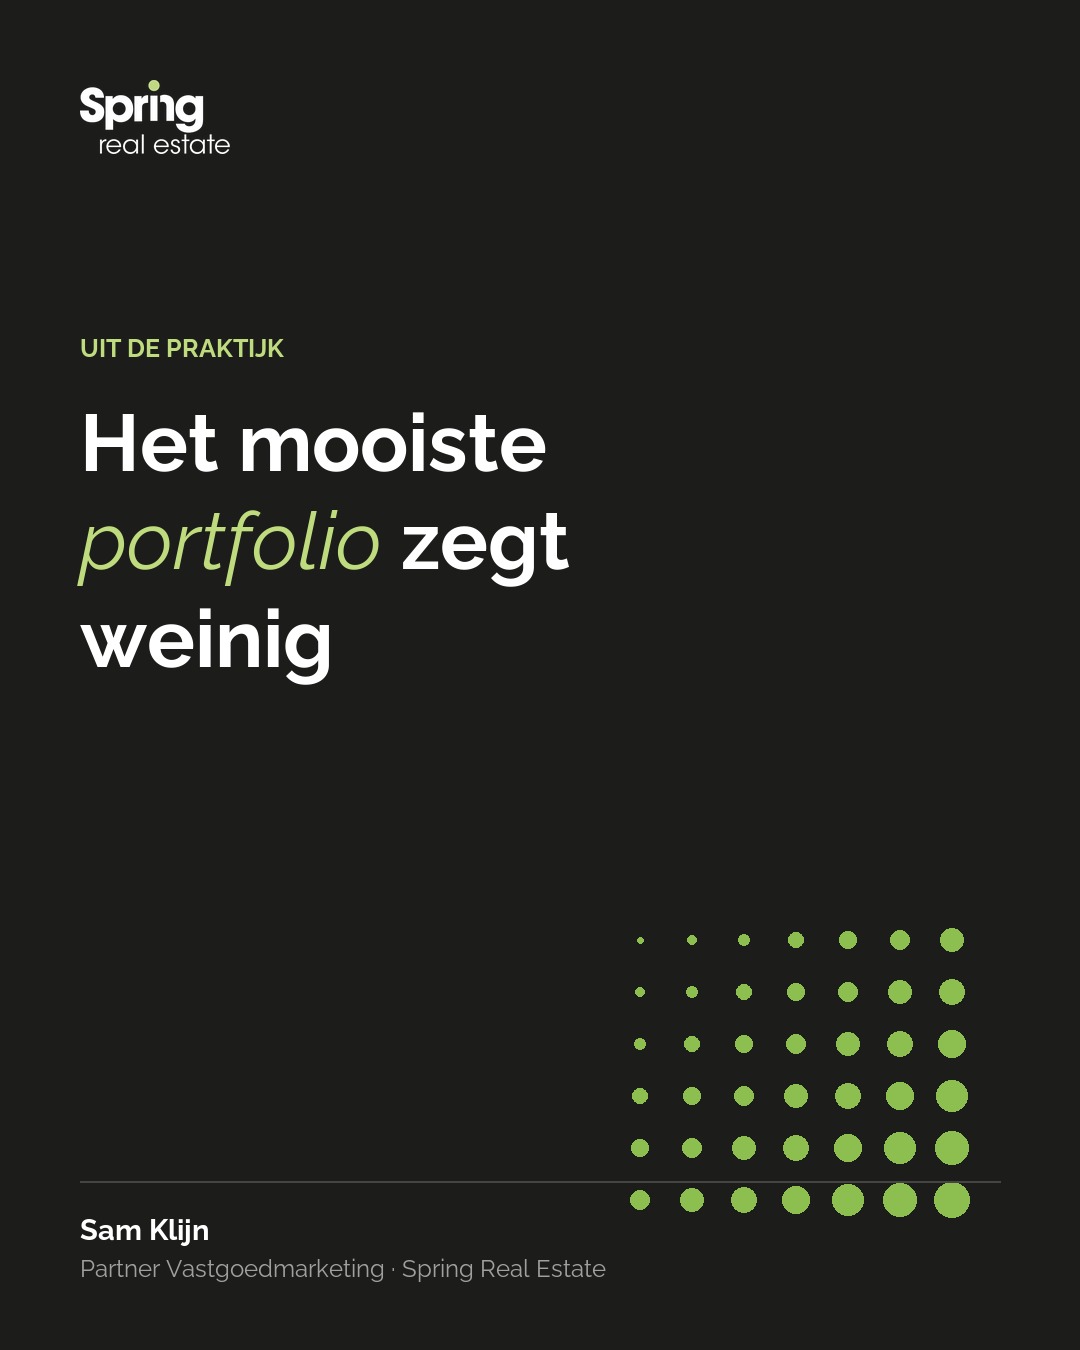 Spring
real estate
UIT DE PRAKTIJK
Het mooiste
portfolio zegt
weinig
Sam Klijn
Partner Vastgoedmarketing · Spring Real Estate